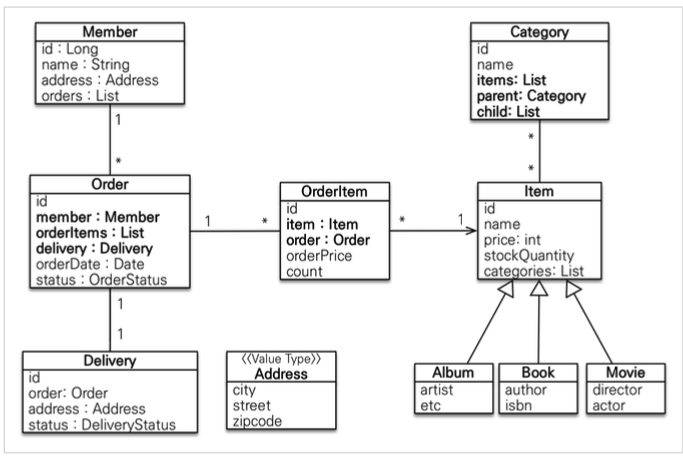 Member
id : Long
name : String
address : Address
orders : List
1
*
Order
id
member : Member
orderItems : List
delivery : Delivery
orderDate : Date
status : OrderStatus
1
*
OrderItem
id
item : Item
order : Order
orderPrice
count
*
1
Category
id
name
items: List
parent: Category
child: List
*
*
Item
id
name
price: int
stockQuantity
categories: List
1
1
Delivery
id
order: Order
address : Address
status : DeliveryStatus
《Value Type》
Address
city
street
zipcode
Album
artist
etc
Book
author
isbn
Movie
director
actor